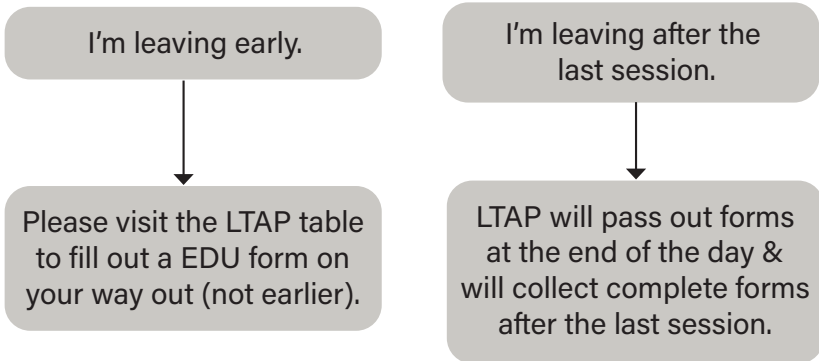 I'm leaving early.
Please visit the LTAP table
to fill out a EDU form on
your way out (not earlier).
I'm leaving after the
last session.
LTAP will pass out forms
at the end of the day &
will collect complete forms
after the last session.